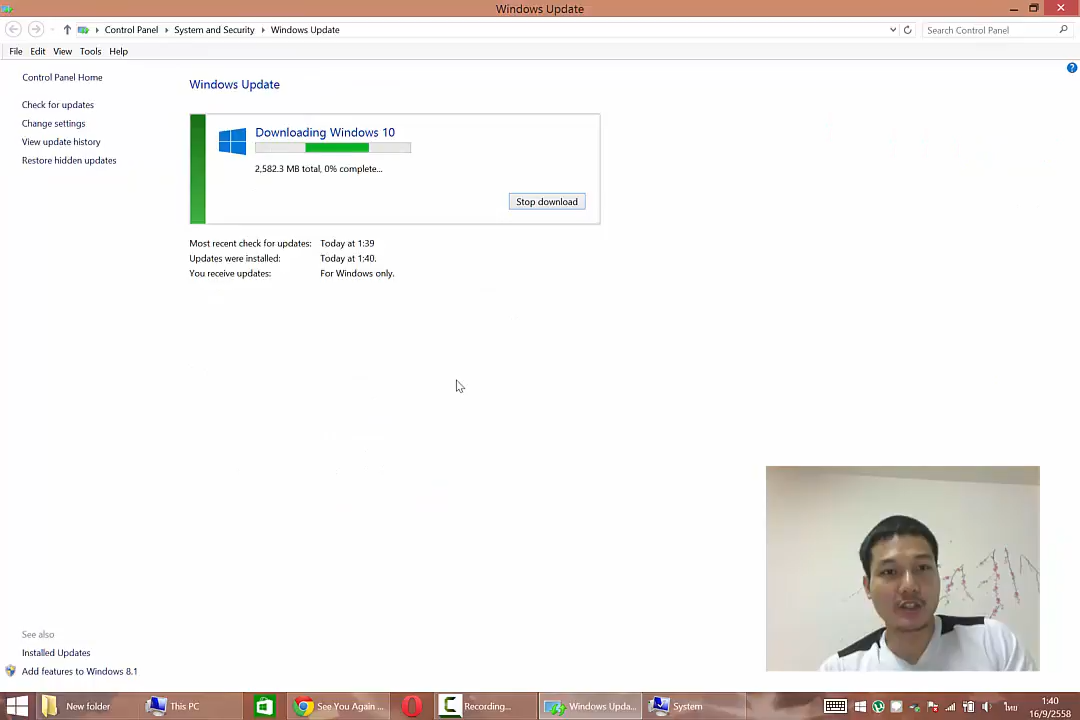 Windows Update
Control Panel
System and Security
Windows Update
Search Control Panel
File Edit View Tools Help
Control Panel Home
Check for updates
Change settings
View update history
Restore hidden updates
Windows Update
Downloading Windows 10
2,582.3 MB total, 0% complete...
Stop download
Most recent check for updates: Today at 1:39
Updates were installed: Today at 1:40.
You receive updates: For Windows only.
See also
Installed Updates
Add features to Windows 8.1
New folder
This PC
See You Again ...
Recording...
Windows Upda...
System
ไทย
1:40
16/9/2558